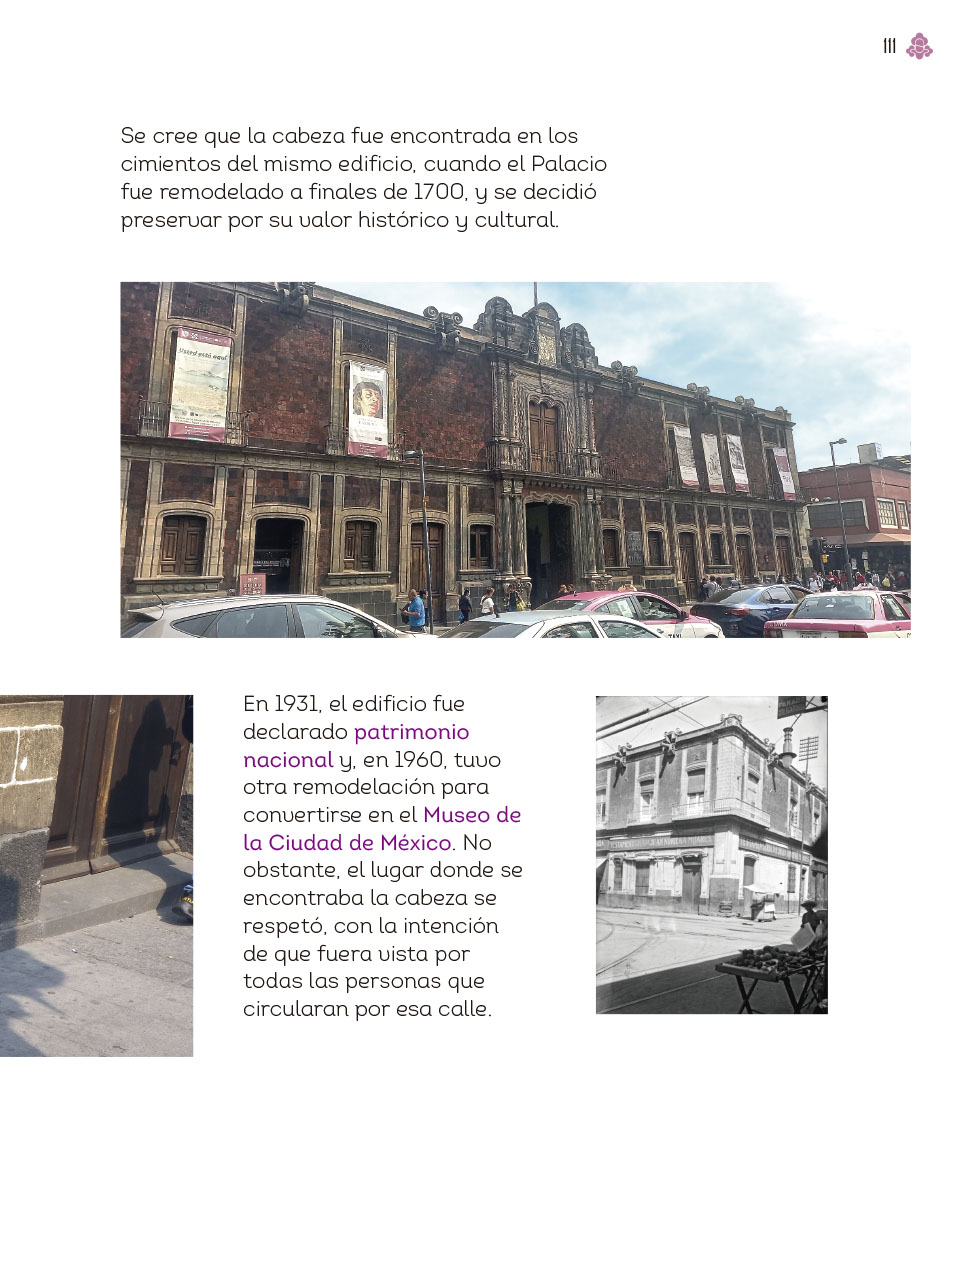 111
Se cree que la cabeza fue encontrada en los
cimientos del mismo edificio, cuando el Palacio
fue remodelado a finales de 1700, y se decidió
preservar por su valor histórico y cultural.
Usted está aquí
TAXI
En 1931, el edificio fue
declarado patrimonio
nacional y, en 1960, tuvo
otra remodelación para
convertirse en el Museo de
la Ciudad de México. No
obstante, el lugar donde se
encontraba la cabeza se
respetó, con la intención
de que fuera vista por
todas las personas que
circularan por esa calle.